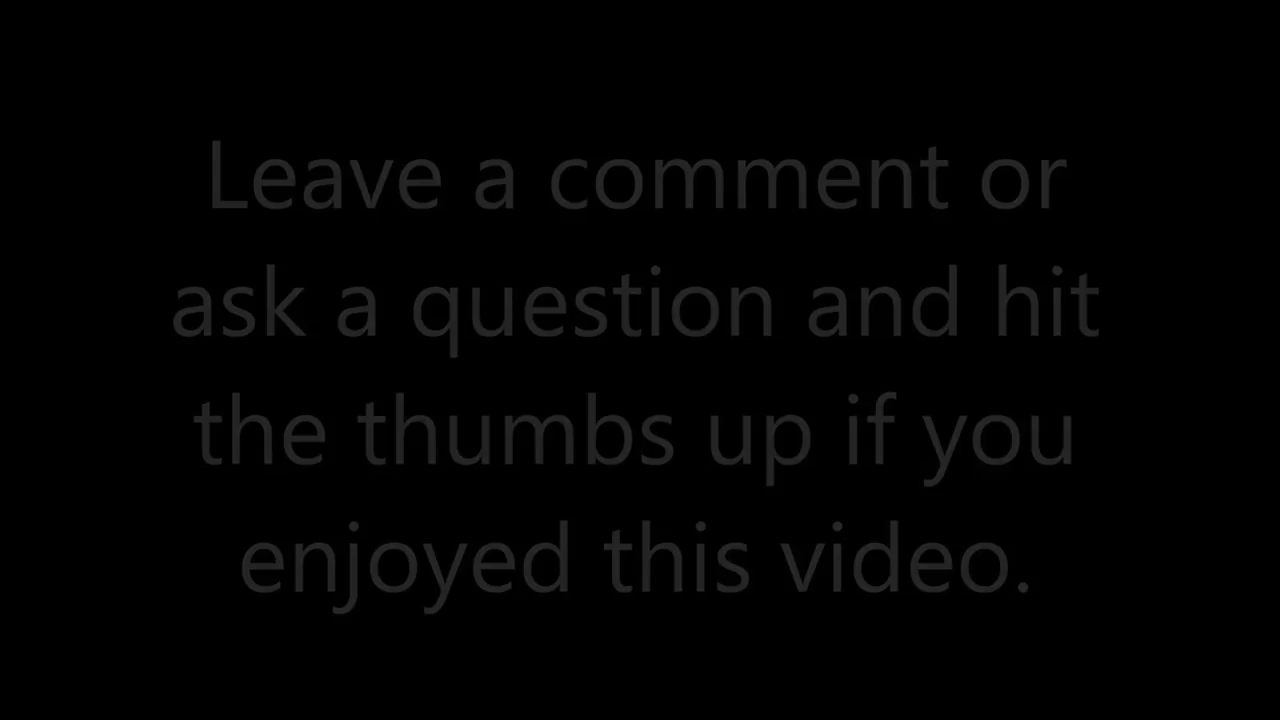 Leave a comment or
ask a question and hit
the thumbs up if you
enjoyed this video.